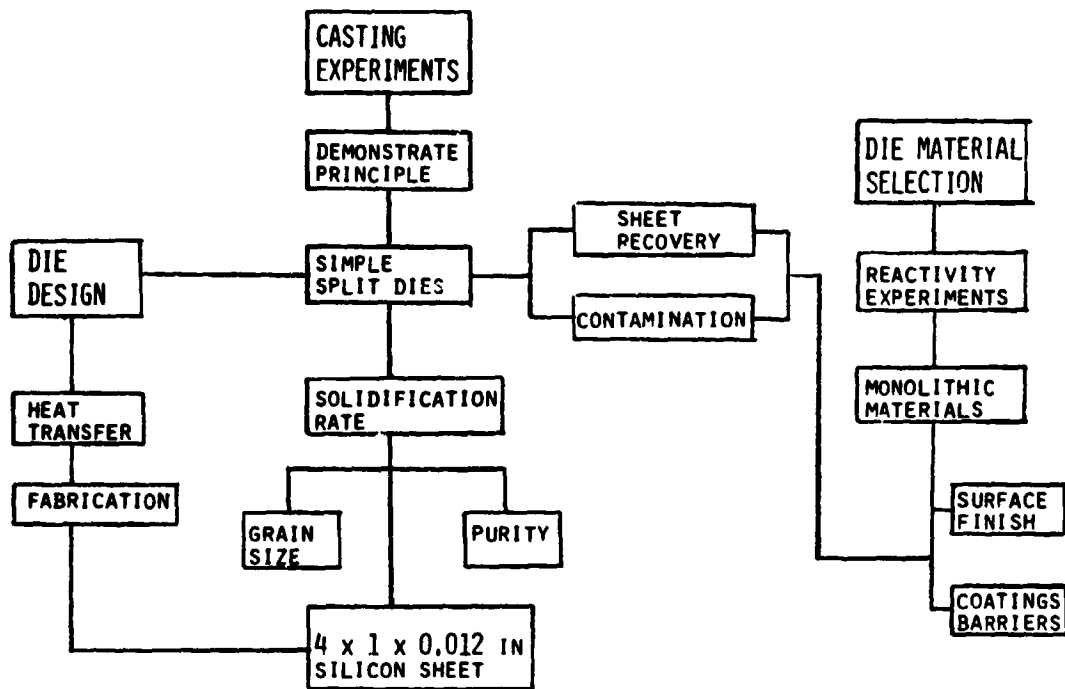 CASTING
EXPERIMENTS
DEMONSTRATE
PRINCIPLE
DIE MATERIAL
SELECTION
DIE
DESIGN
SIMPLE
SPLIT DIES
SHEET
RECOVERY
CONTAMINATION
REACTIVITY
EXPERIMENTS
HEAT
TRANSFER
SOLIDIFICATION
RATE
MONOLITHIC
MATERIALS
FABRICATION
GRAIN
SIZE
PURITY
SURFACE
FINISH
COATINGS
BARRIERS
4 x 1 x 0.012 IN
SILICON SHEET